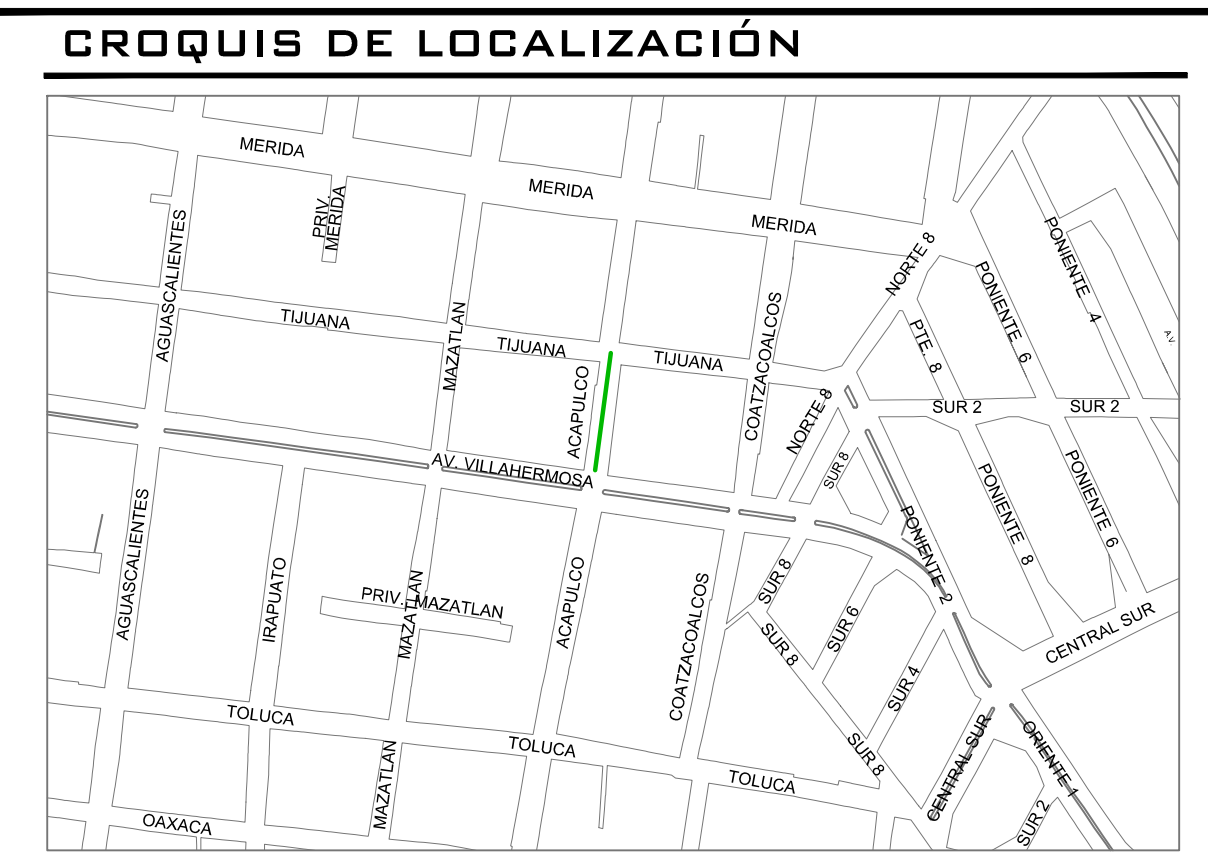 CROQUIS DE LOCALIZACIÓN
MERIDA
MERIDA
MERIDA
PRIV.
MERIDA
AGUASCALIENTES
NORTE 8
PONIENTE 4
PONIENTE 6
TIJUANA
MAZATLAN
TIJUANA
TIJUANA
COATZACOALCOS
PTE. 8
A.V.
ACAPULCO
NORTE 8
SUR 2
SUR 2
AV. VILLAHERMOSA
SUR 8
PONIENTE 8
PONIENTE 6
AGUASCALIENTES
IRAPUATO
PRIV. MAZATLAN
MAZATLAN
ACAPULCO
COATZACOALCOS
SUR 8
PONIENTE 2
SUR 6
SUR 8
CENTRAL SUR
SUR 4
TOLUCA
TOLUCA
TOLUCA
MAZATLAN
SUR 8
CENTRAL SUR
ORIENTE 1
OAXACA
SUR 2